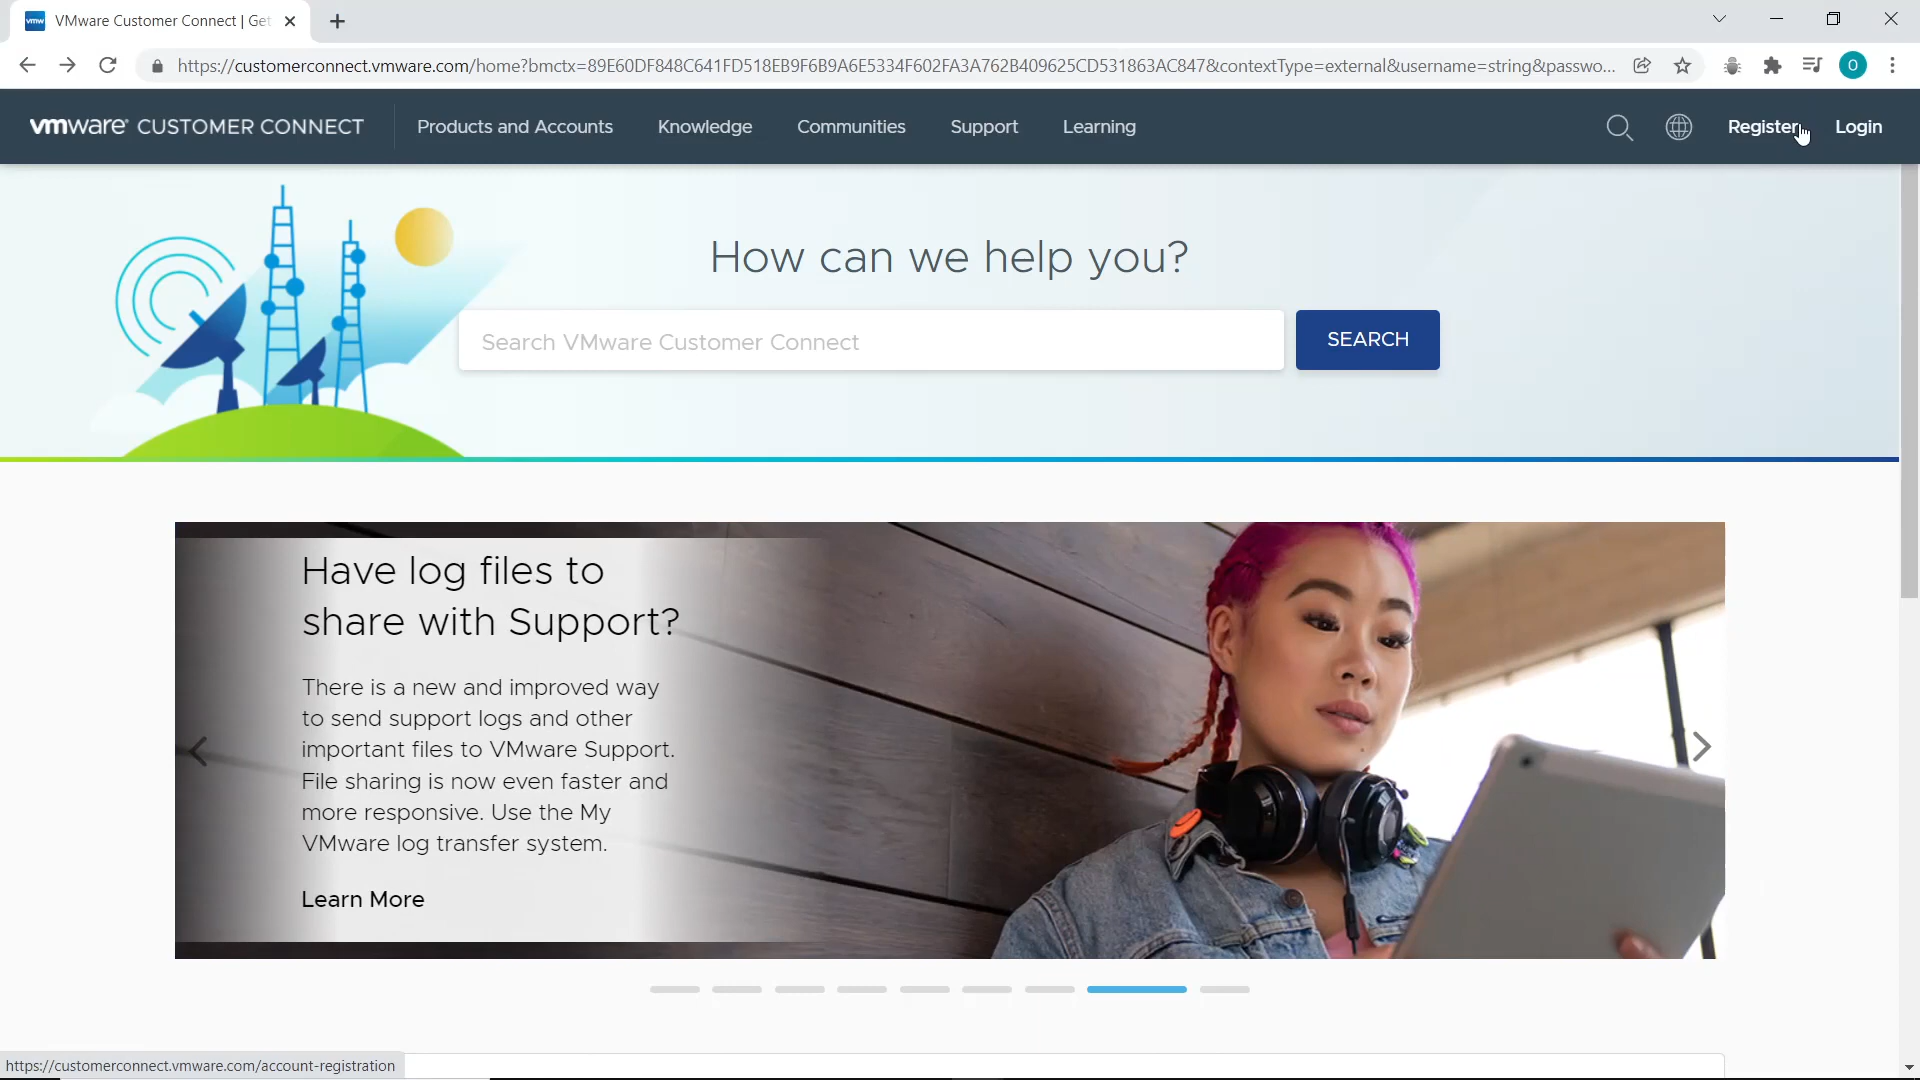 vmw VMware Customer Connect | Get
https://customerconnect.vmware.com/home?bmctx=89E60DF848C641FD518EB9F6B9A6E5334F602FA3A762B409625CD531863AC847&contextType=external&username=string&passwo... O
vmware® CUSTOMER CONNECT Products and Accounts Knowledge Communities Support Learning Register Login
How can we help you?
Search VMware Customer Connect SEARCH
Have log files to
share with Support?
There is a new and improved way
to send support logs and other
important files to VMware Support.
File sharing is now even faster and
more responsive. Use the My
VMware log transfer system.
Learn More
https://customerconnect.vmware.com/account-registration